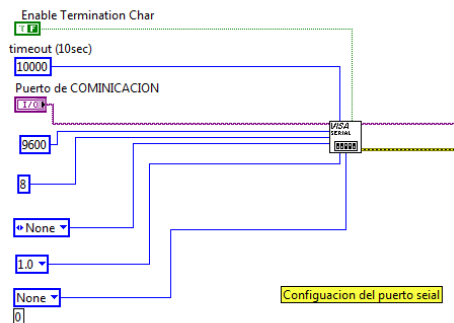 Enable Termination Char
T F
timeout (10sec)
10000
Puerto de COMINICACION
I/O
VISA
SERIAL
9600
8
None
1.0
None
0
Configuacion del puerto seial